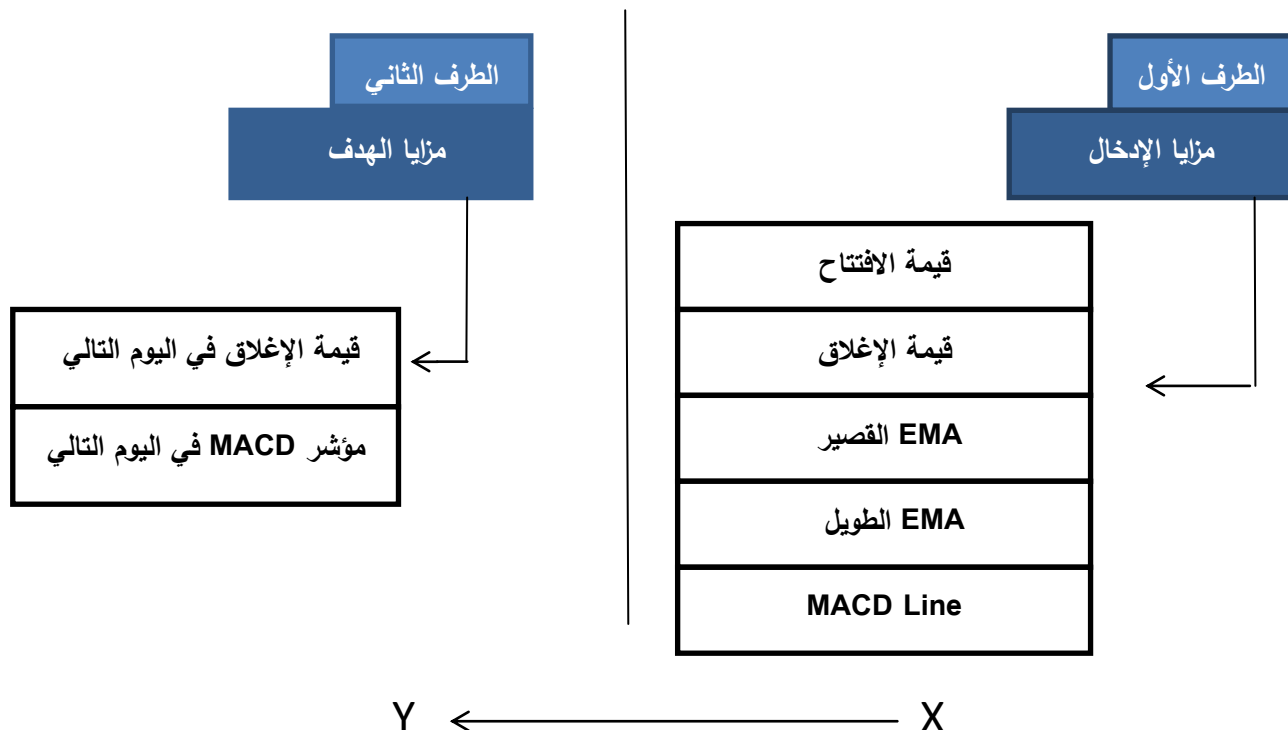 الطرف الأول
مزايا الإدخال
قيمة الافتتاح
قيمة الإغلاق
EMA القصير
EMA الطويل
MACD Line
الطرف الثاني
مزايا الهدف
قيمة الإغلاق في اليوم التالي
مؤشر MACD في اليوم التالي
X
Y